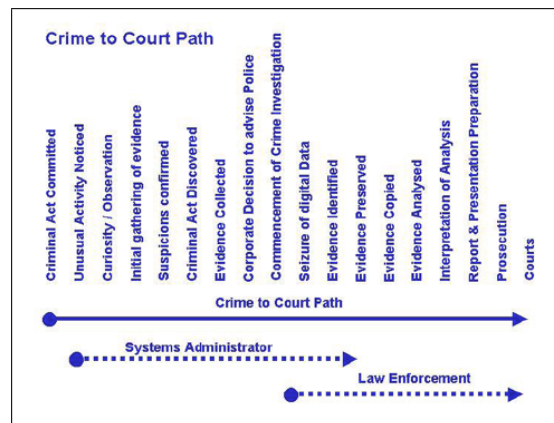 Crime to Court Path
Criminal Act Committed
Unusual Activity Noticed
Curiosity / Observation
Initial gathering of evidence
Suspicions confirmed
Criminal Act Discovered
Evidence Collected
Corporate Decision to advise Police
Commencement of Crime Investigation
Seizure of digital Data
Evidence Identified
Evidence Preserved
Evidence Copied
Evidence Analysed
Interpretation of Analysis
Report & Presentation Preparation
Prosecution
Courts
Crime to Court Path
Systems Administrator
Law Enforcement